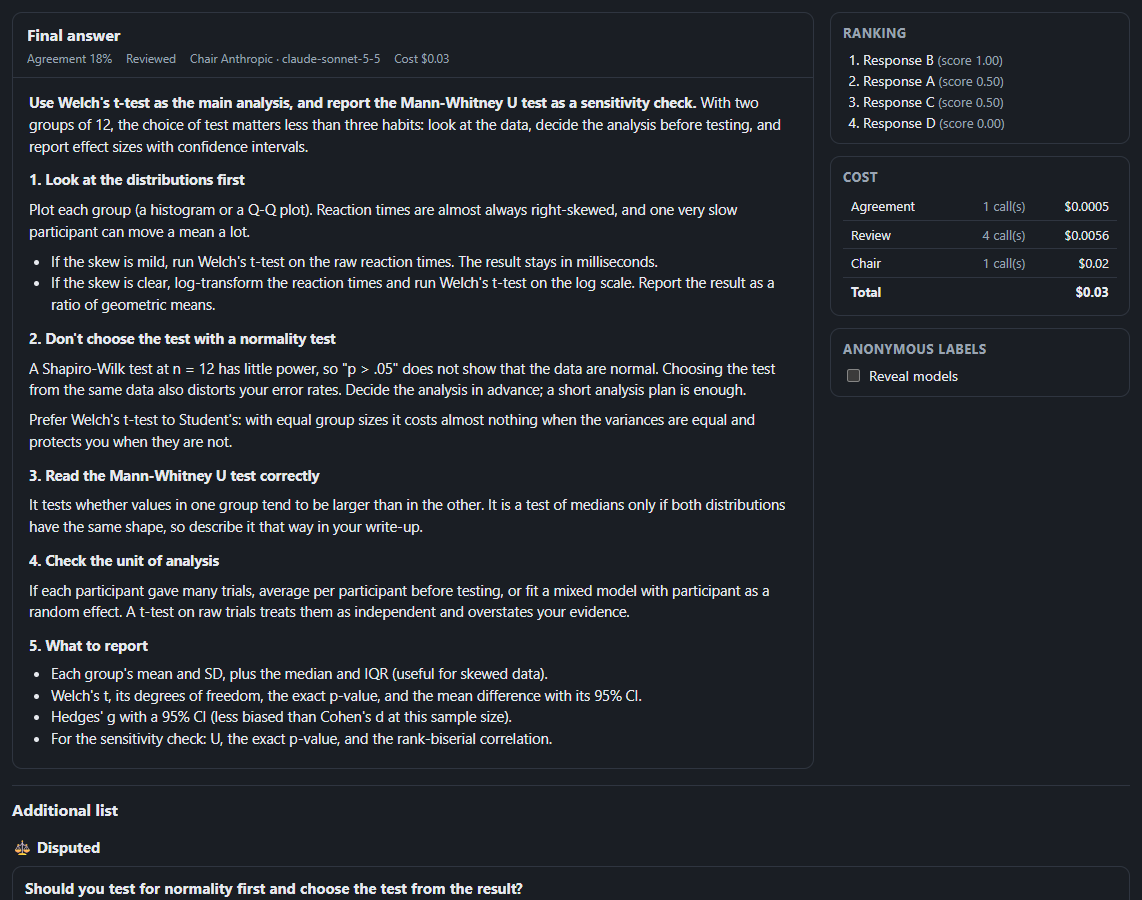 Final answer
Agreement 18% Reviewed Chair Anthropic · claude-sonnet-5-5 Cost $0.03
Use Welch's t-test as the main analysis, and report the Mann-Whitney U test as a sensitivity check. With two
groups of 12, the choice of test matters less than three habits: look at the data, decide the analysis before testing, and
report effect sizes with confidence intervals.
1. Look at the distributions first
Plot each group (a histogram or a Q-Q plot). Reaction times are almost always right-skewed, and one very slow
participant can move a mean a lot.
• If the skew is mild, run Welch's t-test on the raw reaction times. The result stays in milliseconds.
• If the skew is clear, log-transform the reaction times and run Welch's t-test on the log scale. Report the result as a
ratio of geometric means.
2. Don't choose the test with a normality test
A Shapiro-Wilk test at n = 12 has little power, so "p > .05" does not show that the data are normal. Choosing the test
from the same data also distorts your error rates. Decide the analysis in advance; a short analysis plan is enough.
Prefer Welch's t-test to Student's: with equal group sizes it costs almost nothing when the variances are equal and
protects you when they are not.
3. Read the Mann-Whitney U test correctly
It tests whether values in one group tend to be larger than in the other. It is a test of medians only if both distributions
have the same shape, so describe it that way in your write-up.
4. Check the unit of analysis
If each participant gave many trials, average per participant before testing, or fit a mixed model with participant as a
random effect. A t-test on raw trials treats them as independent and overstates your evidence.
5. What to report
• Each group's mean and SD, plus the median and IQR (useful for skewed data).
• Welch's t, its degrees of freedom, the exact p-value, and the mean difference with its 95% CI.
• Hedges' g with a 95% CI (less biased than Cohen's d at this sample size).
• For the sensitivity check: U, the exact p-value, and the rank-biserial correlation.
RANKING
1. Response B (score 1.00)
2. Response A (score 0.50)
3. Response C (score 0.50)
4. Response D (score 0.00)
COST
Agreement 1 call(s) $0.0005
Review 4 call(s) $0.0056
Chair 1 call(s) $0.02
Total $0.03
ANONYMOUS LABELS
Reveal models
Additional list
Disputed
Should you test for normality first and choose the test from the result?